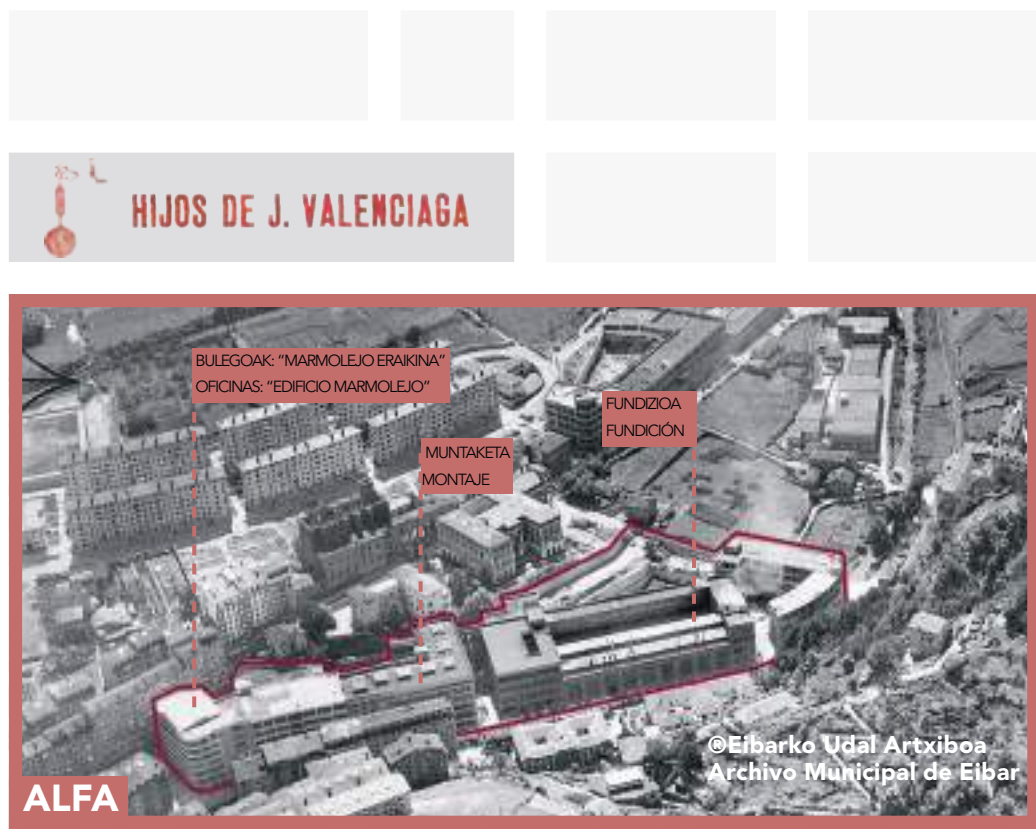 HIJOS DE J. VALENCIAGA
BULEGOAK: “MARMOLEJO ERAIKINA”
OFICINAS: “EDIFICIO MARMOLEJO”
FUNDIZIOA
FUNDICIÓN
MUNTAKETA
MONTAJE
®Eibarko Udal Artxiboa
Archivo Municipal de Eibar
ALFA